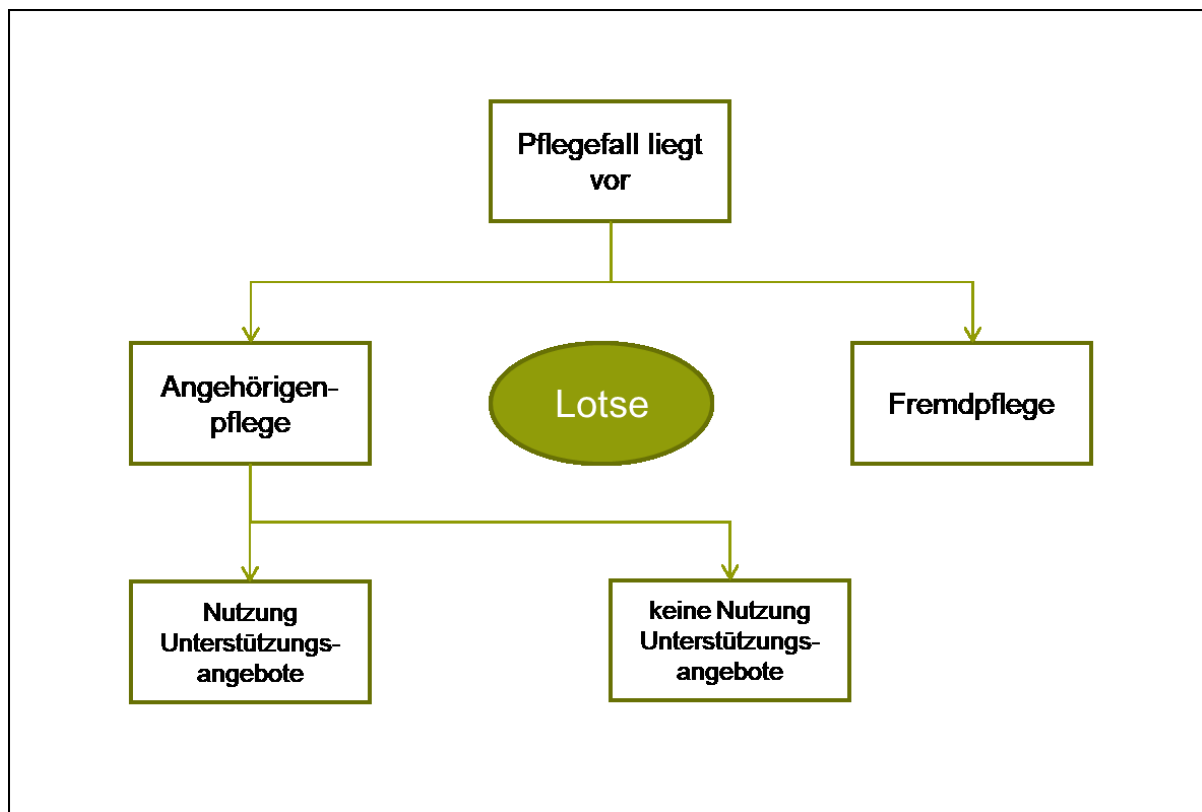 Pflegefall liegt
vor
Angehörigen-
pflege
Lotse
Fremdpflege
Nutzung
Unterstützungs-
angebote
keine Nutzung
Unterstützungs-
angebote